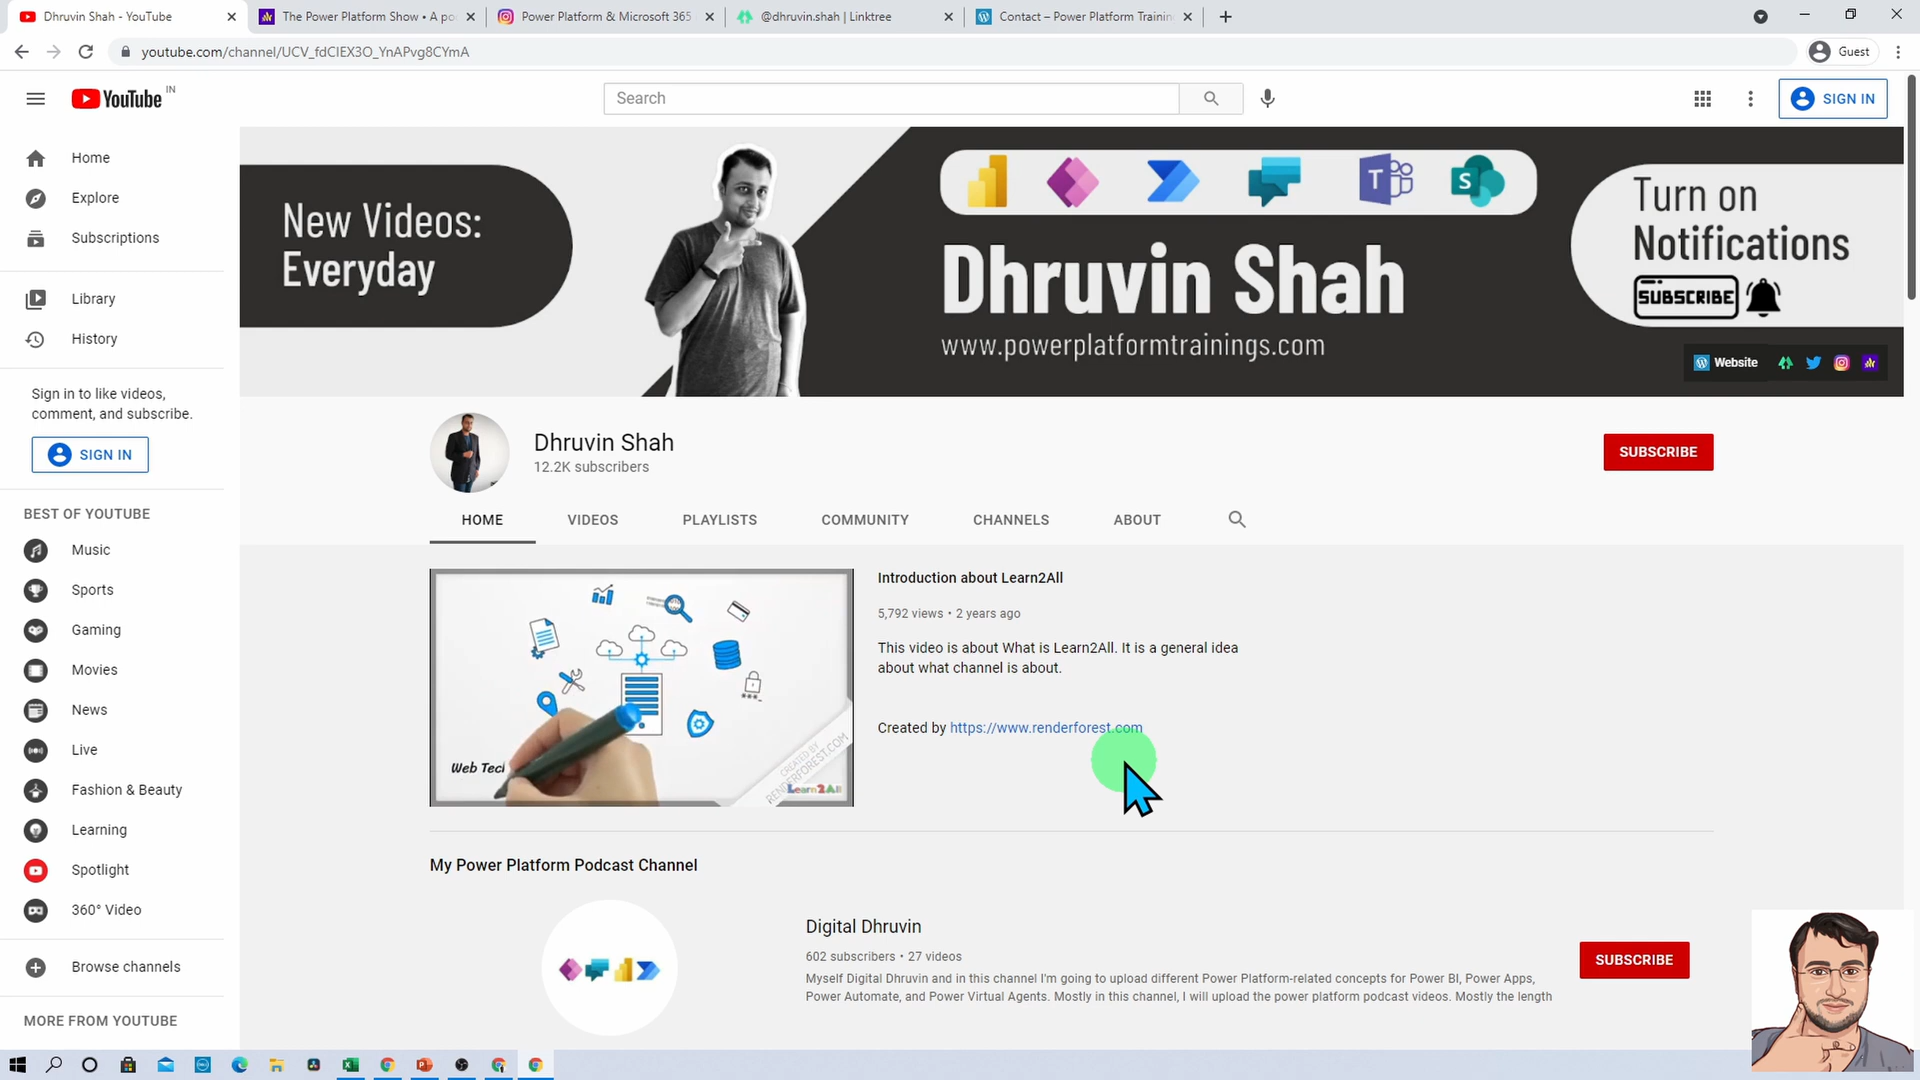 Dhruvin Shah - YouTube
The Power Platform Show • A po
Power Platform & Microsoft 365
@dhruvin.shah | Linktree
Contact – Power Platform Trainin
youtube.com/channel/UCV_fdCIEX3O_YnAPvg8CYmA
Guest
YouTube IN
Search
SIGN IN
Home
Explore
Subscriptions
Library
History
Sign in to like videos,
comment, and subscribe.
SIGN IN
BEST OF YOUTUBE
Music
Sports
Gaming
Movies
News
Live
Fashion & Beauty
Learning
Spotlight
360° Video
Browse channels
MORE FROM YOUTUBE
New Videos:
Everyday
T
S
Dhruvin Shah
www.powerplatformtrainings.com
Turn on
Notifications
SUBSCRIBE
Website
Dhruvin Shah
12.2K subscribers
SUBSCRIBE
HOME
VIDEOS
PLAYLISTS
COMMUNITY
CHANNELS
ABOUT
Web Tecl
CREATED BY
RENDERFOREST.COM
Learn2All
Introduction about Learn2All
5,792 views • 2 years ago
This video is about What is Learn2All. It is a general idea
about what channel is about.
Created by https://www.renderforest.com
My Power Platform Podcast Channel
Digital Dhruvin
602 subscribers • 27 videos
Myself Digital Dhruvin and in this channel I'm going to upload different Power Platform-related concepts for Power BI, Power Apps,
Power Automate, and Power Virtual Agents. Mostly in this channel, I will upload the power platform podcast videos. Mostly the length
SUBSCRIBE